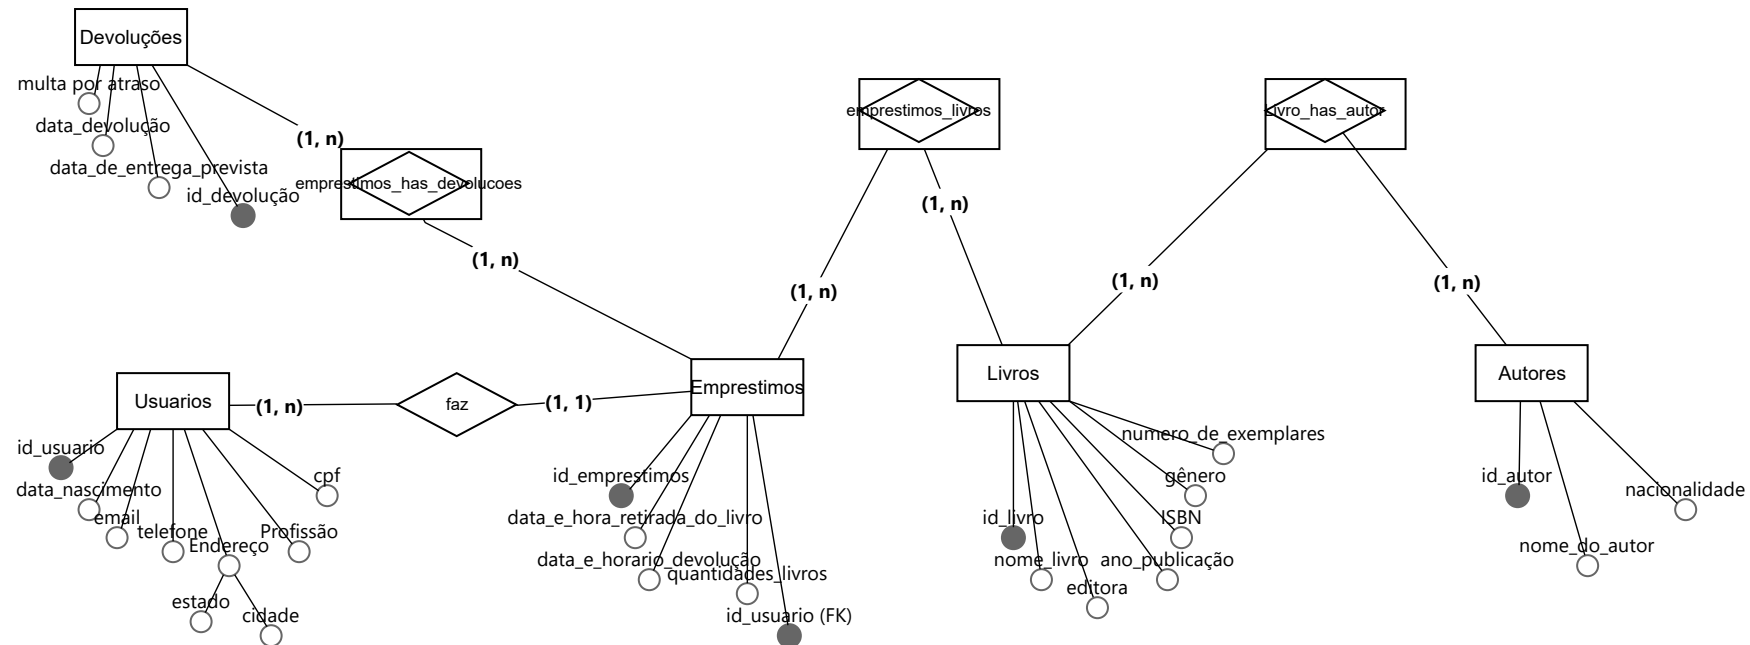 Devoluções
multa por atraso
data_devolução
data_de_entrega_prevista
id_devolução
(1, n)
emprestimos_has_devolucoes
(1, n)
emprestimos_livros
(1, n)
(1, n)
Livro_has_autor
(1, n)
(1, n)
Usuarios
(1, n)
faz
(1, 1)
Emprestimos
Livros
Autores
id_usuario
data_nascimento
email
telefone
Endereço
Profissão
cpf
estado
cidade
id_emprestimos
data_e_hora_retirada_do_livro
data_e_horario_devolução
quantidades_livros
id_usuario (FK)
numero_de_exemplares
gênero
ISBN
id_livro
nome_livro
ano_publicação
editora
id_autor
nacionalidade
nome_do_autor